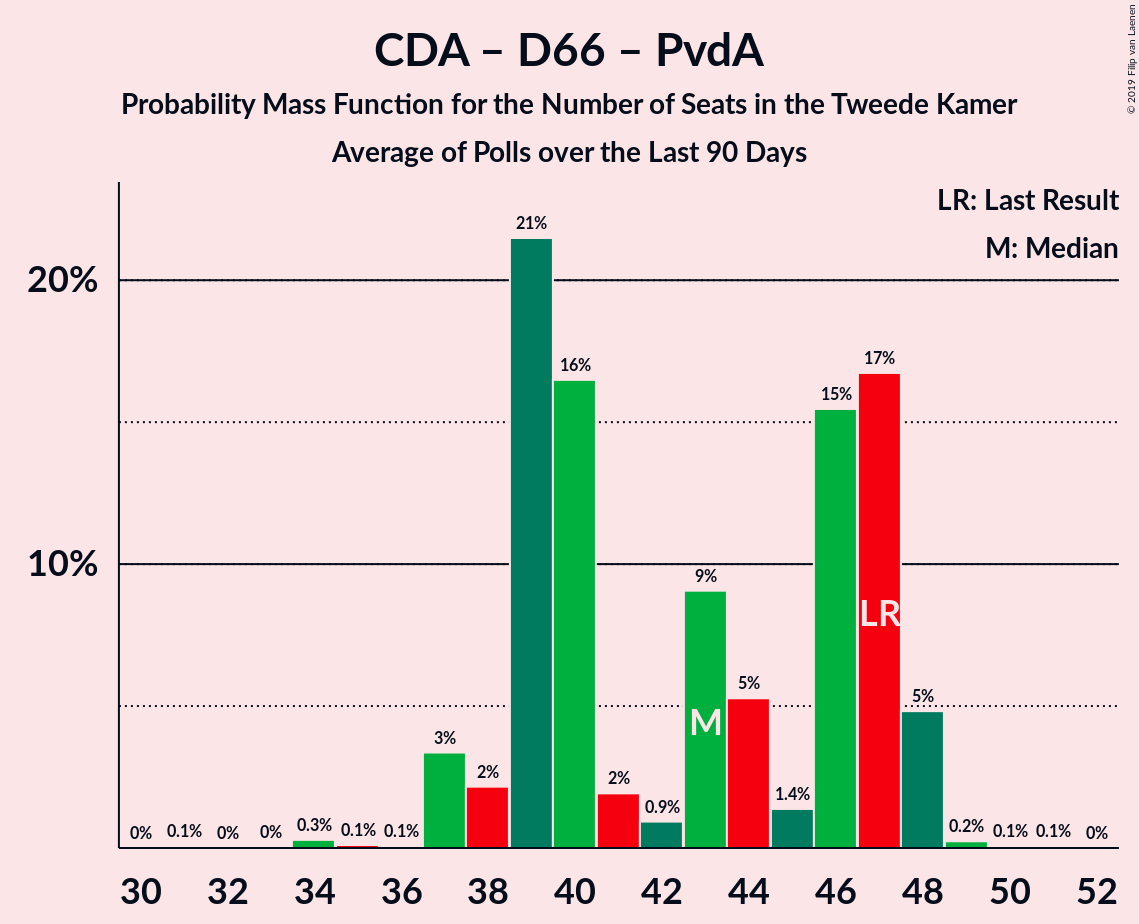 CDA – D66 – PvdA
Probability Mass Function for the Number of Seats in the Tweede Kamer
Average of Polls over the Last 90 Days
© 2019 Filip van Laenen
LR: Last Result
M: Median
20%
10%
0%
0.1%
0%
0%
0.3%
0.1%
0.1%
3%
2%
21%
16%
2%
0.9%
9%
5%
1.4%
15%
17%
5%
0.2%
0.1%
0.1%
0%
M
LR
30 32 34 36 38 40 42 44 46 48 50 52